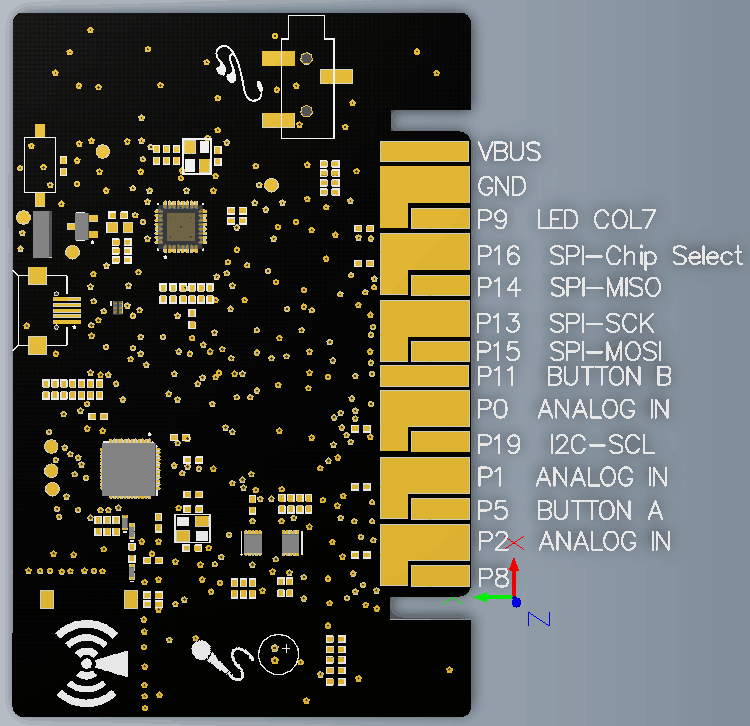 VBUS
GND
P9 LED COL7
P16 SPI-Chip Select
P14 SPI-MISO
P13 SPI-SCK
P15 SPI-MOSI
P11 BUTTON B
P0 ANALOG IN
P19 I2C-SCL
P1 ANALOG IN
P5 BUTTON A
P2 ANALOG IN
P8
Z
+